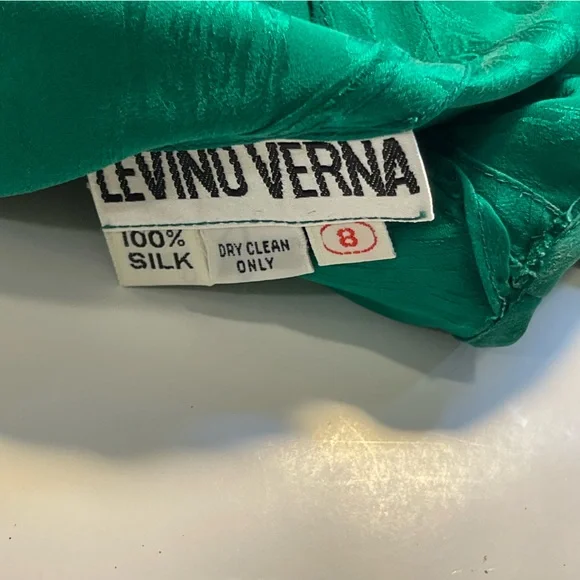 LEVINO VERNA
100%
SILK
DRY CLEAN
ONLY
8